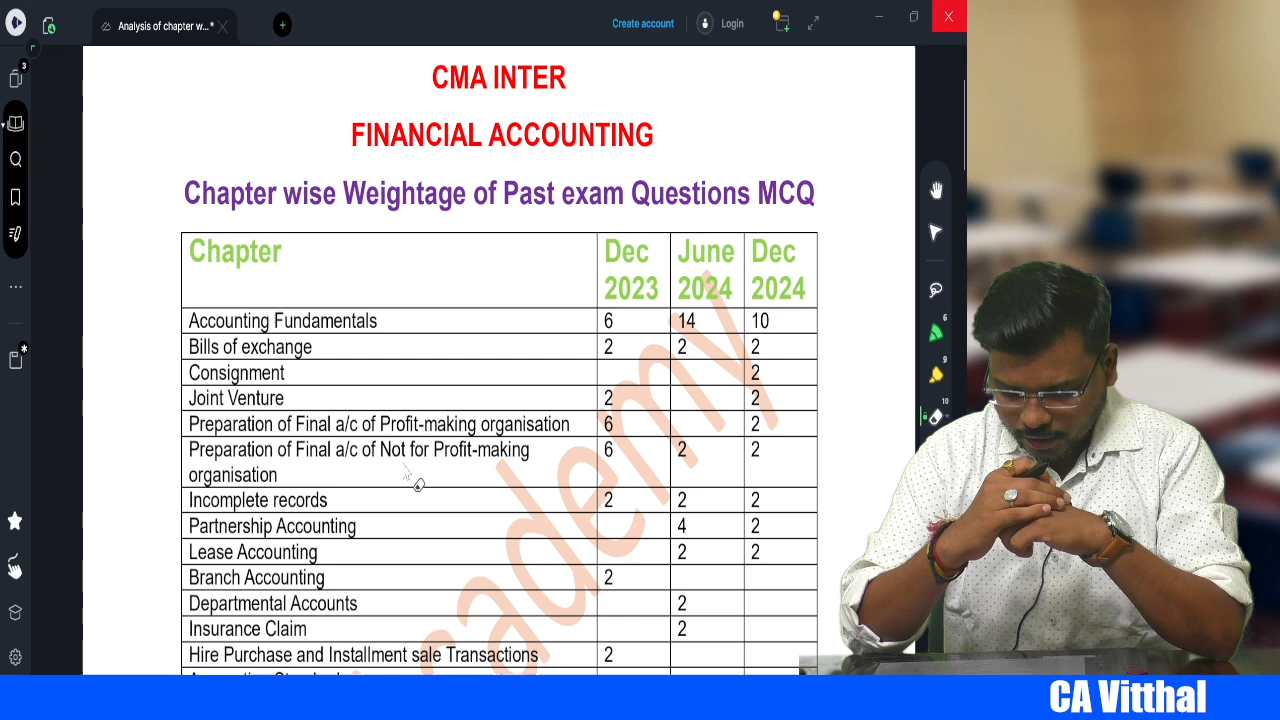 Analysis of chapter w...*
Create account
Login
3
CMA INTER
FINANCIAL ACCOUNTING
Chapter wise Weightage of Past exam Questions MCQ
Chapter Dec 2023 June 2024 Dec 2024
Accounting Fundamentals 6 14 10
Bills of exchange 2 2 2
Consignment 2
Joint Venture 2 2
Preparation of Final a/c of Profit-making organisation 6 2
Preparation of Final a/c of Not for Profit-making 6 2 2
organisation
Incomplete records 2 2 2
Partnership Accounting 4 2
Lease Accounting 2 2
Branch Accounting 2
Departmental Accounts 2
Insurance Claim 2
Hire Purchase and Installment sale Transactions 2
6
9
10
CA Vitthal